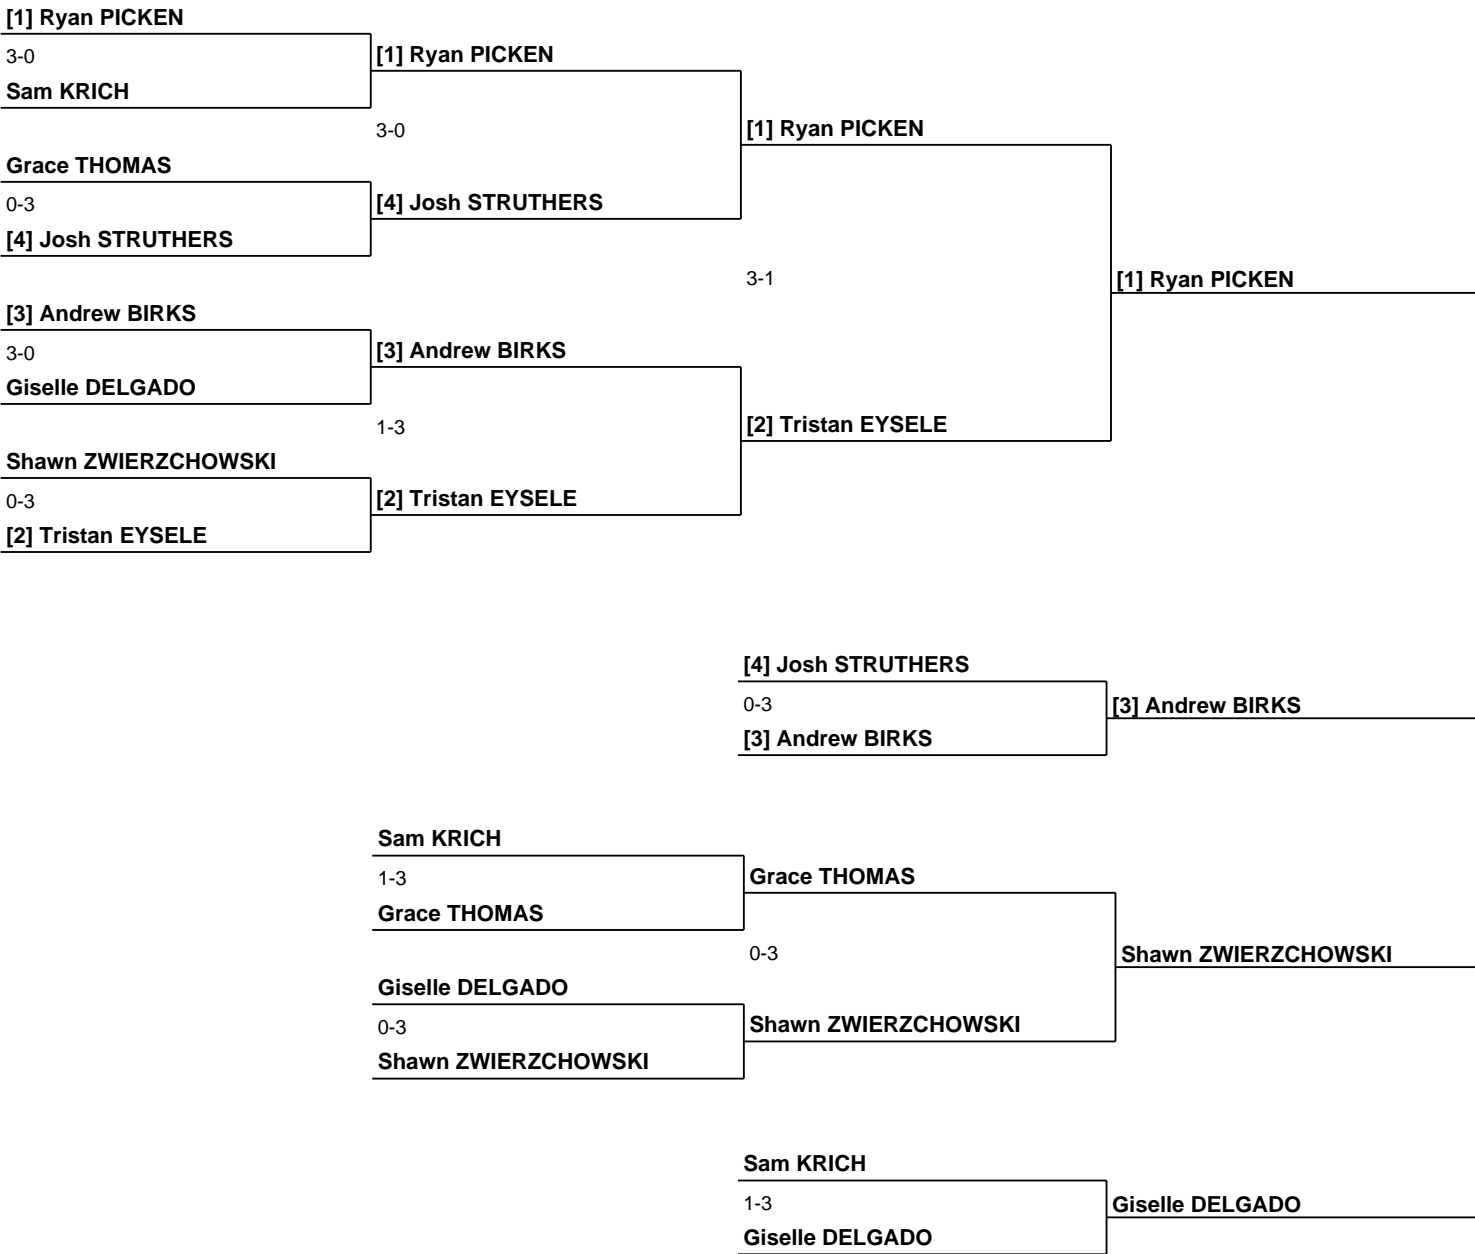 [1] Ryan PICKEN
3-0
[1] Ryan PICKEN
Sam KRICH
3-0
[1] Ryan PICKEN
Grace THOMAS
0-3
[4] Josh STRUTHERS
[4] Josh STRUTHERS
3-1
[1] Ryan PICKEN
[3] Andrew BIRKS
3-0
[3] Andrew BIRKS
Giselle DELGADO
1-3
[2] Tristan EYSELE
Shawn ZWIERZCHOWSKI
0-3
[2] Tristan EYSELE
[2] Tristan EYSELE
[4] Josh STRUTHERS
0-3
[3] Andrew BIRKS
[3] Andrew BIRKS
Sam KRICH
1-3
Grace THOMAS
Grace THOMAS
0-3
Shawn ZWIERZCHOWSKI
Giselle DELGADO
0-3
Shawn ZWIERZCHOWSKI
Shawn ZWIERZCHOWSKI
Sam KRICH
1-3
Giselle DELGADO
Giselle DELGADO